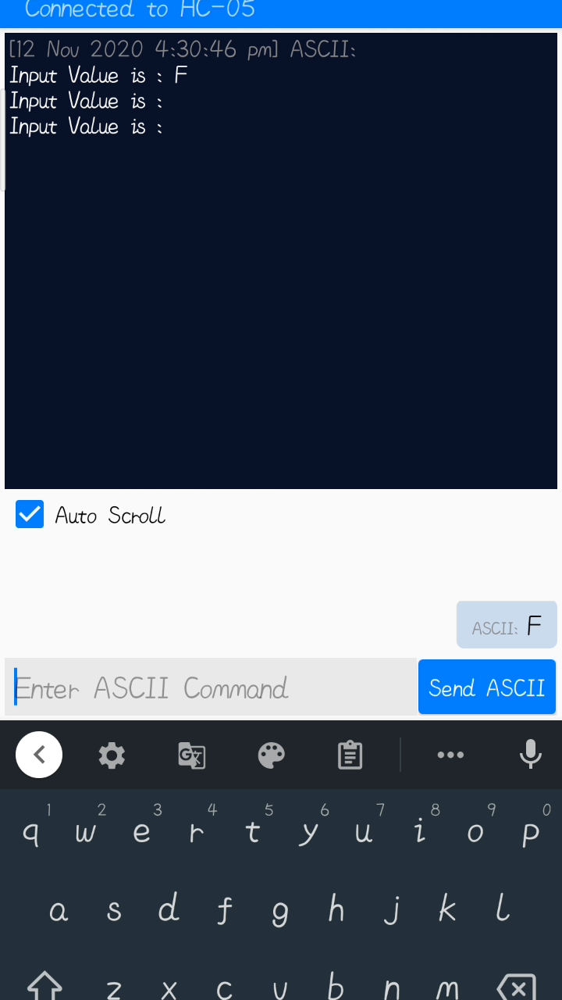 Connected to HC-05
[12 Nov 2020 4:30:46 pm] ASCII:
Input Value is : F
Input Value is :
Input Value is :
Auto Scroll
ASCII: F
Enter ASCII Command
Send ASCII
1 2 3 4 5 6 7 8 9 0
q w e r t y u i o p
a s d f g h j k l
z x c v b n m